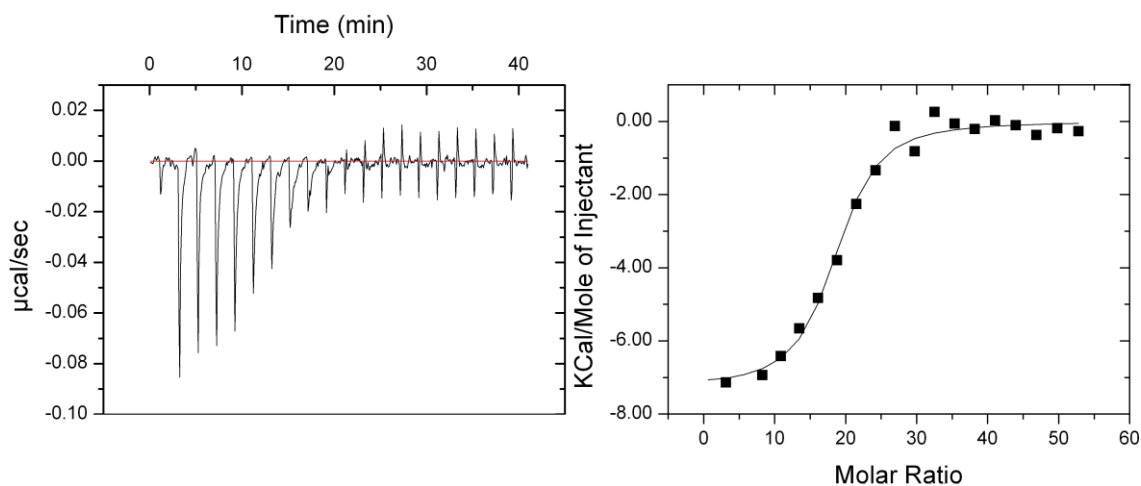 Time (min)
0 10 20 30 40
0.02
0.00
-0.02
-0.04
-0.06
-0.08
-0.10
µcal/sec
0.00
-2.00
-4.00
-6.00
-8.00
KCal/Mole of Injectant
0 10 20 30 40 50 60
Molar Ratio